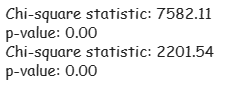 Chi-square statistic: 7582.11
p-value: 0.00
Chi-square statistic: 2201.54
p-value: 0.00